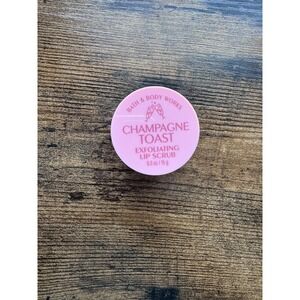 BATH & BODY WORKS
CHAMPAGNE
TOAST
EXFOLIATING
LIP SCRUB